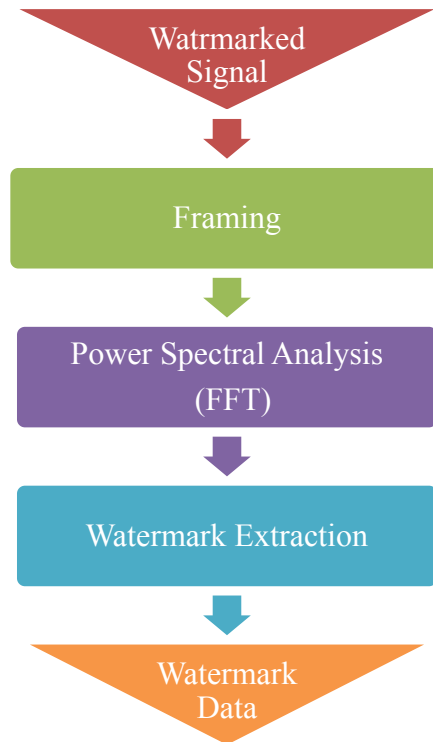 Watrmarked
Signal
Framing
Power Spectral Analysis
(FFT)
Watermark Extraction
Watermark
Data